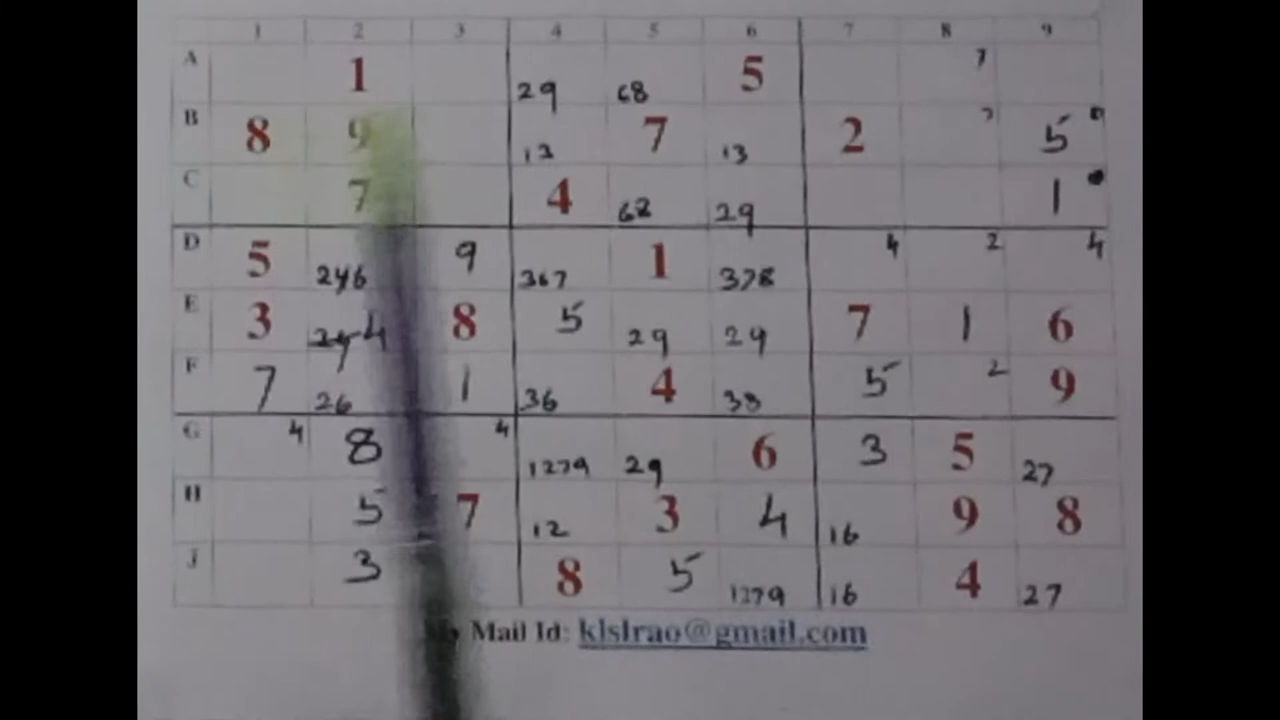 1 2 3 4 5 6 7 8 9
A 1 29 68 5 7
B 8 9 13 7 13 2 7 5
C 7 4 68 29 1
D 5 246 9 367 1 378 4 2 4
E 3 24 4 8 5 29 29 7 1 6
F 7 26 1 36 4 38 5 2 9
G 4 8 4 1279 29 6 3 5 27
H 5 7 12 3 4 16 9 8
J 3 8 5 1279 16 4 27
Mail Id: klslrao@gmail.com